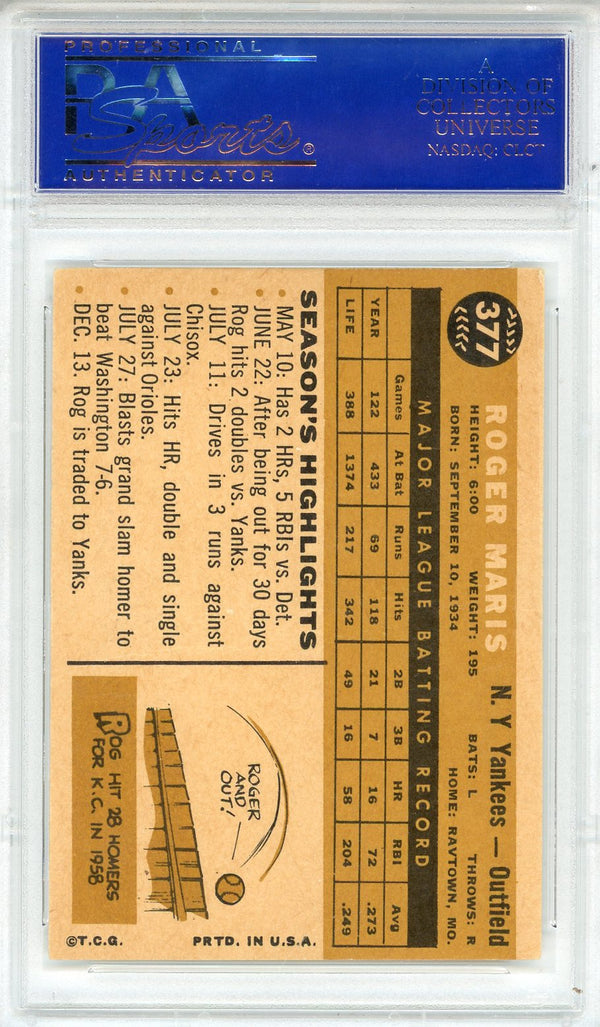 PROFESSIONAL
PSA
Sports®
AUTHENTICATOR
A
DIVISION OF
COLLECTORS
UNIVERSE
NASDAQ: CLCT
377
ROGER MARIS N. Y Yankees — Outfield
HEIGHT: 6:00 WEIGHT: 195 BATS: L THROWS: R
BORN: SEPTEMBER 10, 1934 HOME: RAYTOWN, MO.
MAJOR LEAGUE BATTING RECORD
Games At Bat Runs Hits 2B 3B HR RBI Avg
YEAR 122 433 69 118 21 7 16 72 .273
LIFE 388 1374 217 342 49 16 58 204 .249
SEASON'S HIGHLIGHTS
• MAY 10: Has 2 HRs, 5 RBIs vs. Det.
• JUNE 22: After being out for 30 days
Rog hits 2 doubles vs. Yanks.
• JULY 11: Drives in 3 runs against
Chisox.
• JULY 23: Hits HR, double and single
against Orioles.
• JULY 27: Blasts grand slam homer to
beat Washington 7-6.
• DEC. 13. Rog is traded to Yanks.
ROGER
AND
OUT!
ROG HIT 28 HOMERS
FOR K.C. IN 1958
©T.C.G. PRTD. IN U.S.A.